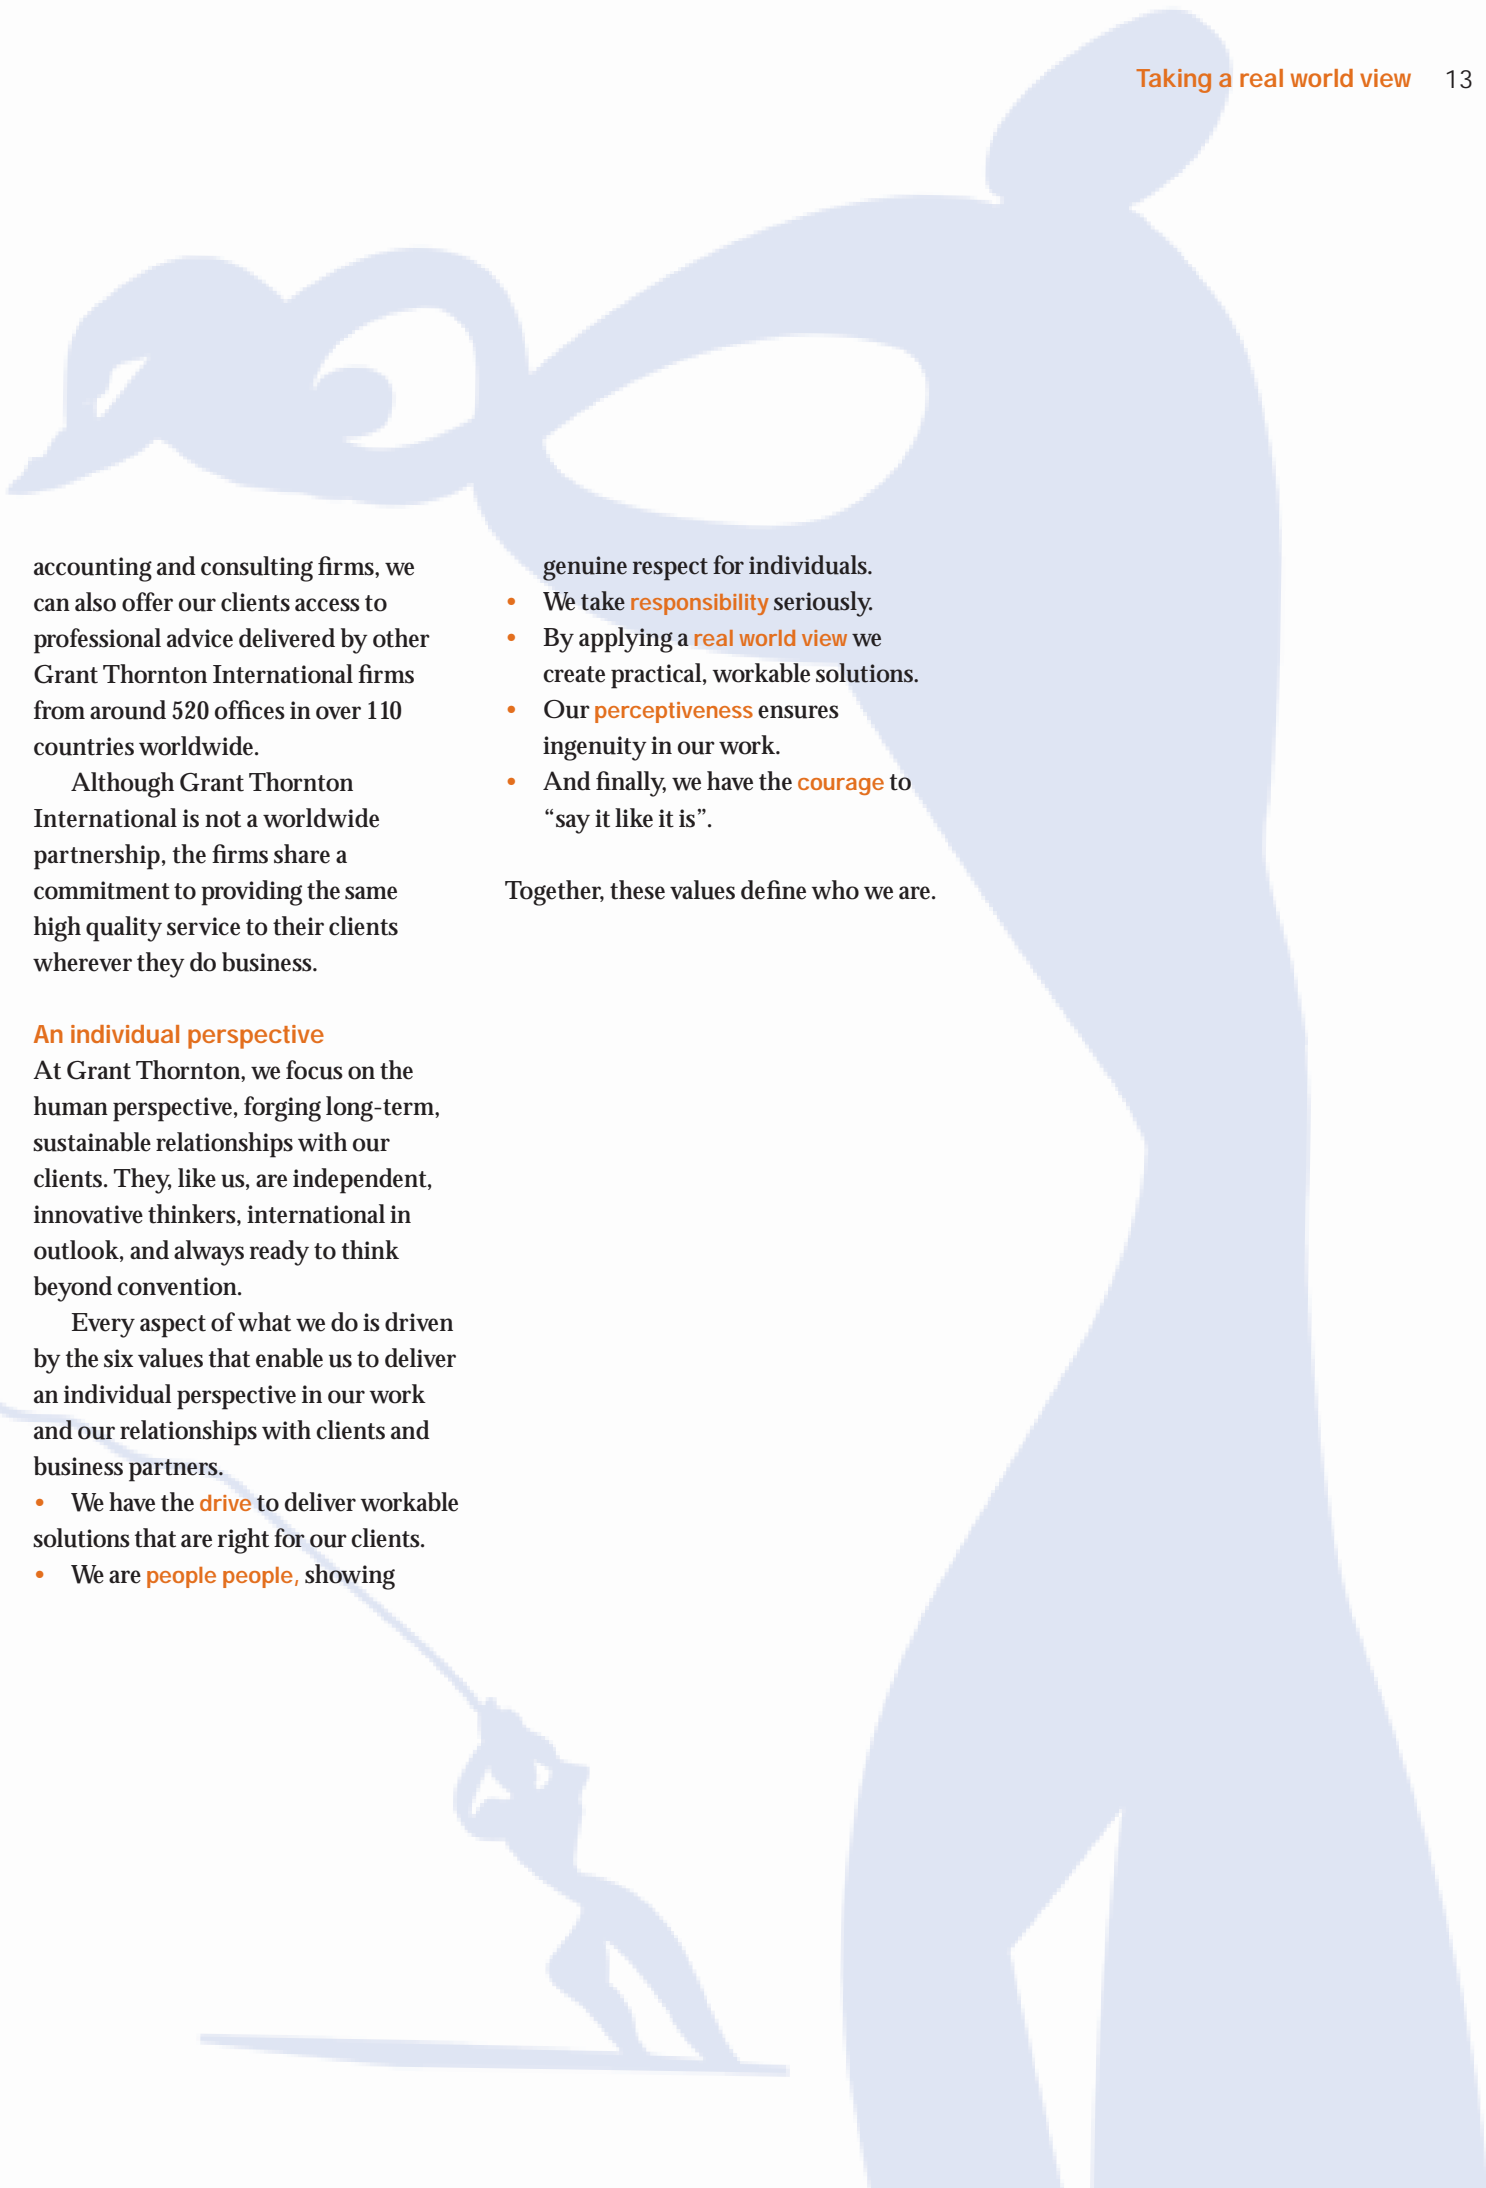 Taking a real world view 13
accounting and consulting firms, we
can also offer our clients access to
professional advice delivered by other
Grant Thornton International firms
from around 520 offices in over 110
countries worldwide.
Although Grant Thornton
International is not a worldwide
partnership, the firms share a
commitment to providing the same
high quality service to their clients
wherever they do business.
An individual perspective
At Grant Thornton, we focus on the
human perspective, forging long-term,
sustainable relationships with our
clients. They, like us, are independent,
innovative thinkers, international in
outlook, and always ready to think
beyond convention.
Every aspect of what we do is driven
by the six values that enable us to deliver
an individual perspective in our work
and our relationships with clients and
business partners.
• We have the drive to deliver workable
solutions that are right for our clients.
• We are people people, showing
genuine respect for individuals.
• We take responsibility seriously.
• By applying a real world view we
create practical, workable solutions.
• Our perceptiveness ensures
ingenuity in our work.
• And finally, we have the courage to
“say it like it is”.
Together, these values define who we are.